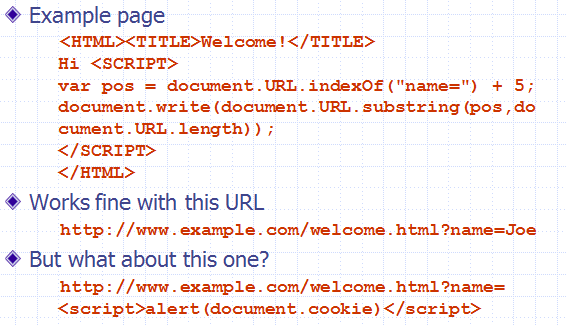 Example page
<HTML><TITLE>Welcome!</TITLE>
Hi <SCRIPT>
var pos = document.URL.indexOf("name=") + 5;
document.write(document.URL.substring(pos,do
cument.URL.length));
</SCRIPT>
</HTML>
Works fine with this URL
http://www.example.com/welcome.html?name=Joe
But what about this one?
http://www.example.com/welcome.html?name=
<script>alert(document.cookie)</script>